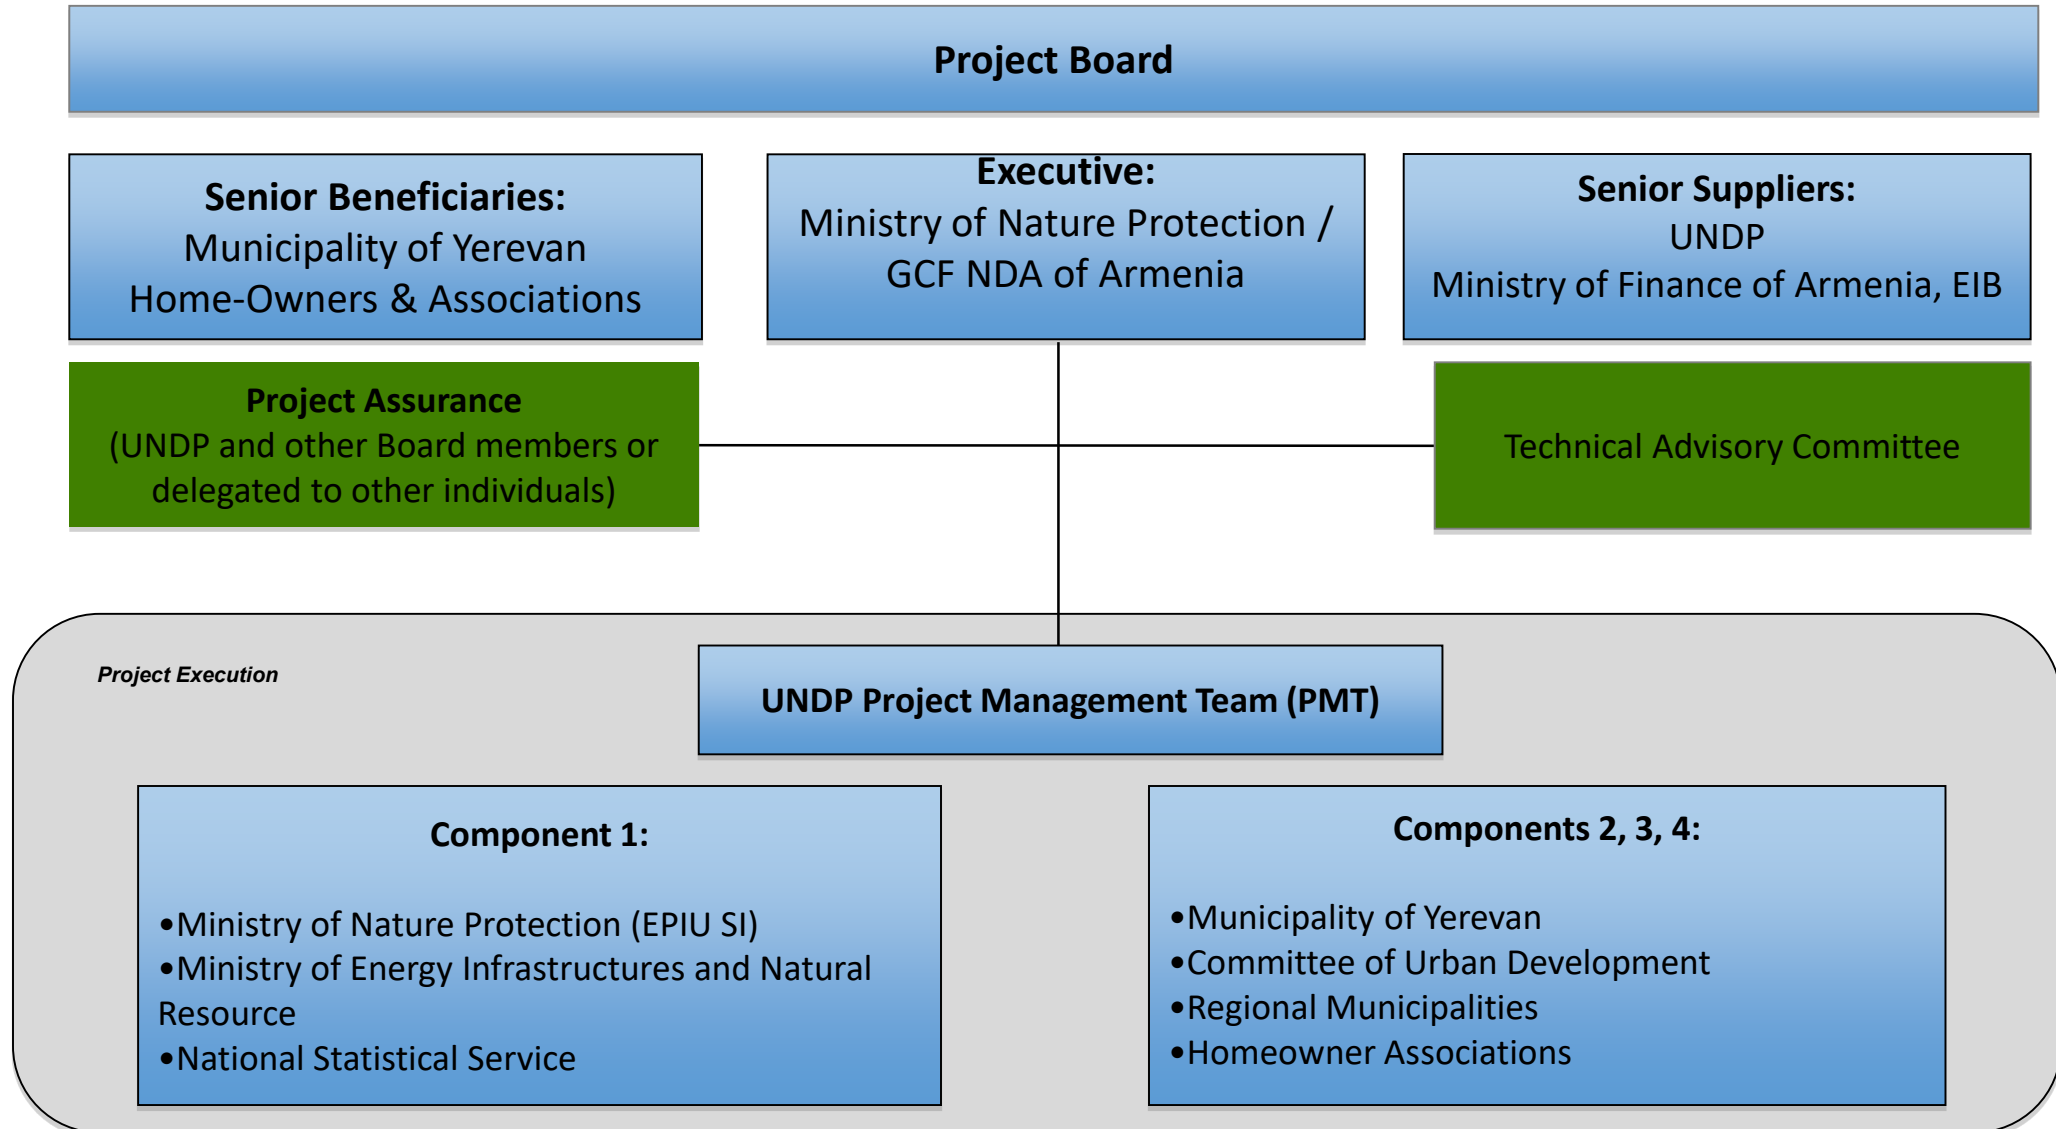 Project Board
Senior Beneficiaries:
Municipality of Yerevan
Home-Owners & Associations
Executive:
Ministry of Nature Protection /
GCF NDA of Armenia
Senior Suppliers:
UNDP
Ministry of Finance of Armenia, EIB
Project Assurance
(UNDP and other Board members or
delegated to other individuals)
Technical Advisory Committee
Project Execution
UNDP Project Management Team (PMT)
Component 1:
•Ministry of Nature Protection (EPIU SI)
•Ministry of Energy Infrastructures and Natural
Resource
•National Statistical Service
Components 2, 3, 4:
•Municipality of Yerevan
•Committee of Urban Development
•Regional Municipalities
•Homeowner Associations